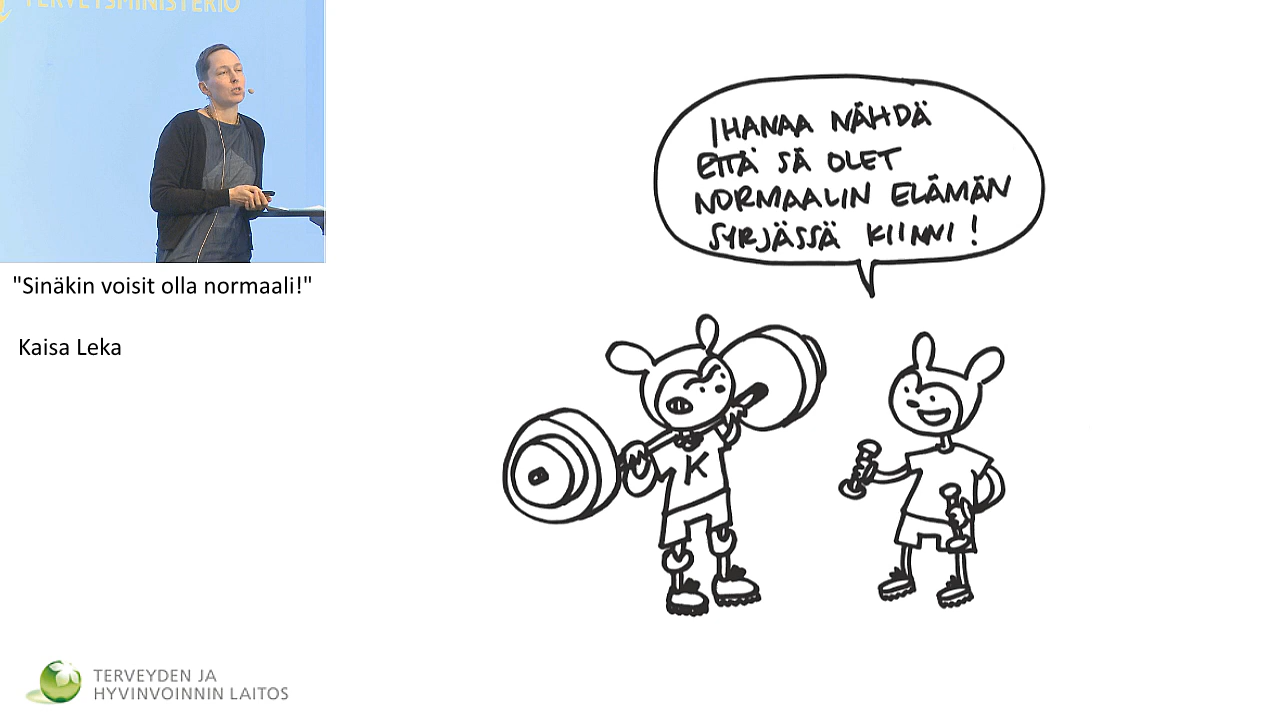 TERVEYSMINISTERIÖ
"Sinäkin voisit olla normaali!"
Kaisa Leka
IHANAA NÄHDÄ
ETTÄ SÄ OLET
NORMAALIN ELÄMÄN
SYRJÄSSÄ KIINNI!
K
TERVEYDEN JA
HYVINVOINNIN LAITOS